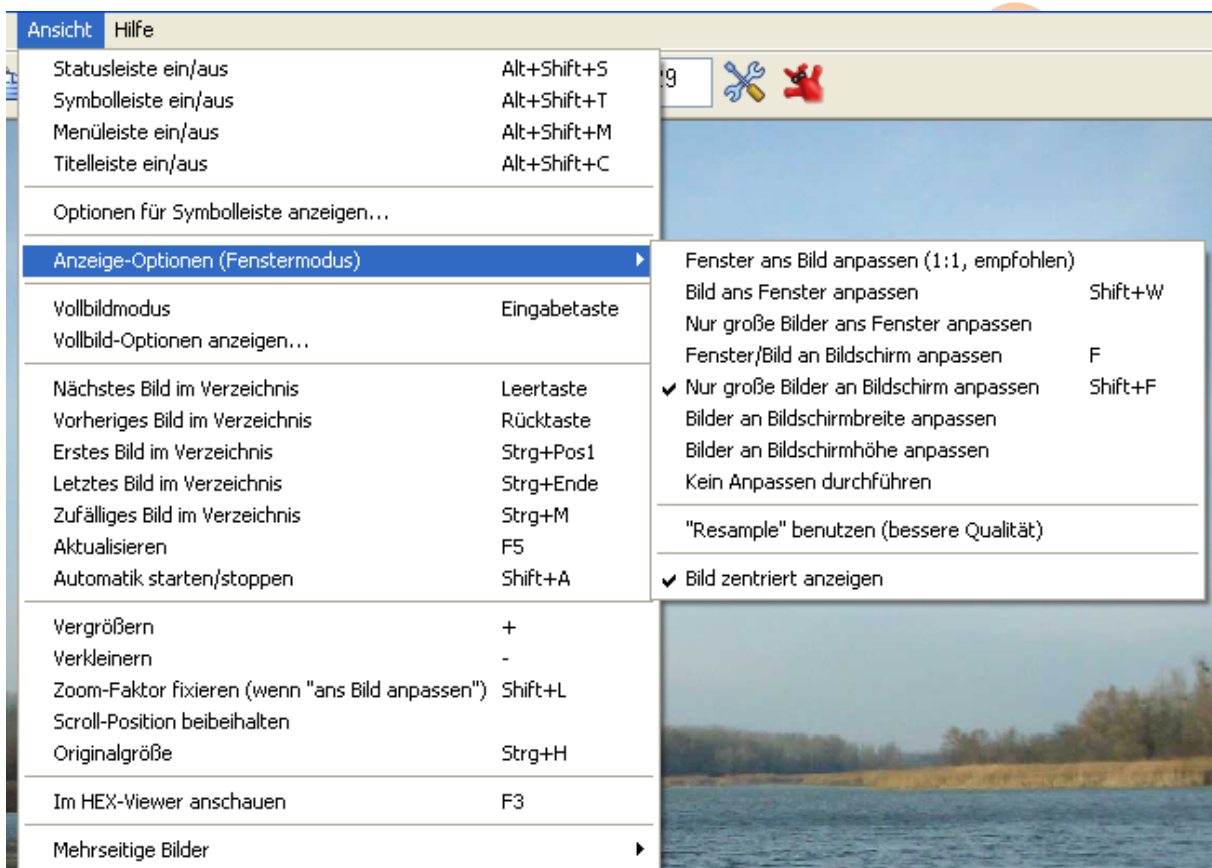 Ansicht Hilfe
29
Statusleiste ein/aus Alt+Shift+S
Symbolleiste ein/aus Alt+Shift+T
Menüleiste ein/aus Alt+Shift+M
Titelleiste ein/aus Alt+Shift+C
Optionen für Symbolleiste anzeigen...
Anzeige-Optionen (Fenstermodus)
Vollbildmodus Eingabetaste
Vollbild-Optionen anzeigen...
Nächstes Bild im Verzeichnis Leertaste
Vorheriges Bild im Verzeichnis Rücktaste
Erstes Bild im Verzeichnis Strg+Pos1
Letztes Bild im Verzeichnis Strg+Ende
Zufälliges Bild im Verzeichnis Strg+M
Aktualisieren F5
Automatik starten/stoppen Shift+A
Vergrößern +
Verkleinern -
Zoom-Faktor fixieren (wenn "ans Bild anpassen") Shift+L
Scroll-Position beibeihalten
Originalgröße Strg+H
Im HEX-Viewer anschauen F3
Mehrseitige Bilder
Fenster ans Bild anpassen (1:1, empfohlen)
Bild ans Fenster anpassen Shift+W
Nur große Bilder ans Fenster anpassen
Fenster/Bild an Bildschirm anpassen F
Nur große Bilder an Bildschirm anpassen Shift+F
Bilder an Bildschirmbreite anpassen
Bilder an Bildschirmhöhe anpassen
Kein Anpassen durchführen
"Resample" benutzen (bessere Qualität)
Bild zentriert anzeigen